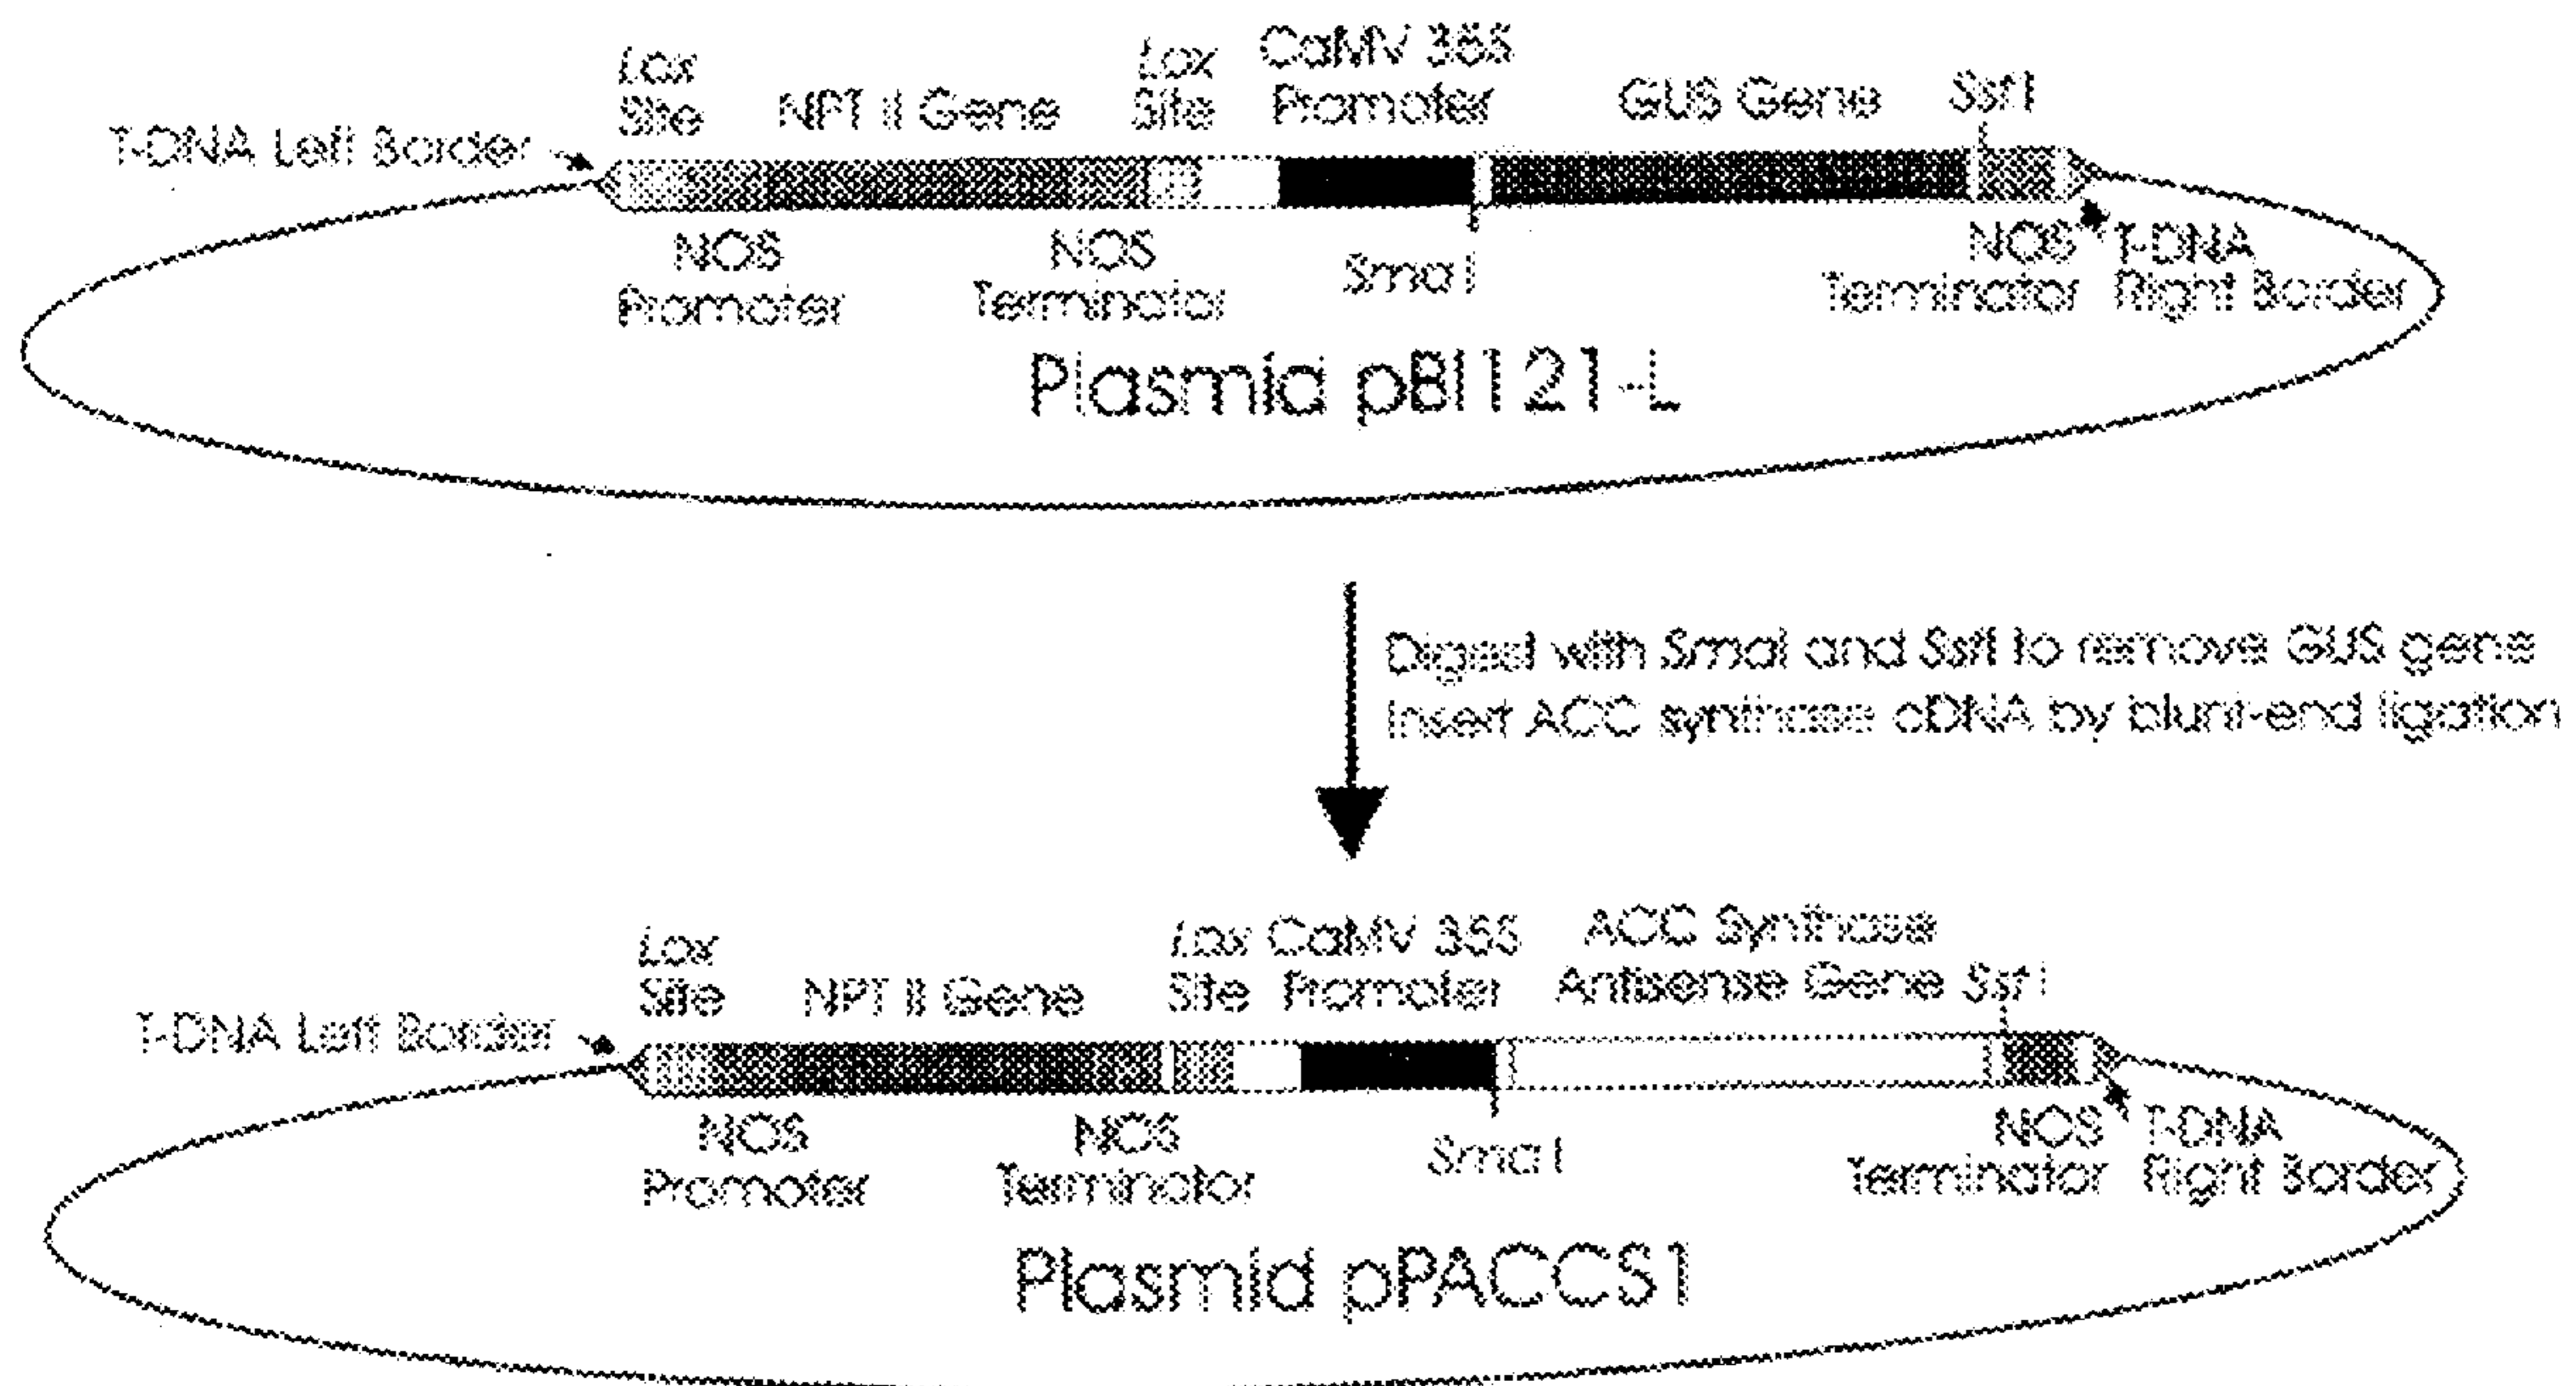 Lox
Site
NPT II Gene
Lox
Site
CaMV 35S
Promoter
GUS Gene
Sst I
T-DNA Left Border
NOS
Promoter
NOS
Terminator
Sma I
NOS
Terminator
T-DNA
Right Border
Plasmid pBI121-L
Digest with SmaI and SstI to remove GUS gene
Insert ACC synthase cDNA by blunt-end ligation
Lox
Site
NPT II Gene
Lox
Site
CaMV 35S
Promoter
ACC Synthase
Antisense Gene
Sst I
T-DNA Left Border
NOS
Promoter
NOS
Terminator
Sma I
NOS
Terminator
T-DNA
Right Border
Plasmid pPACCS1